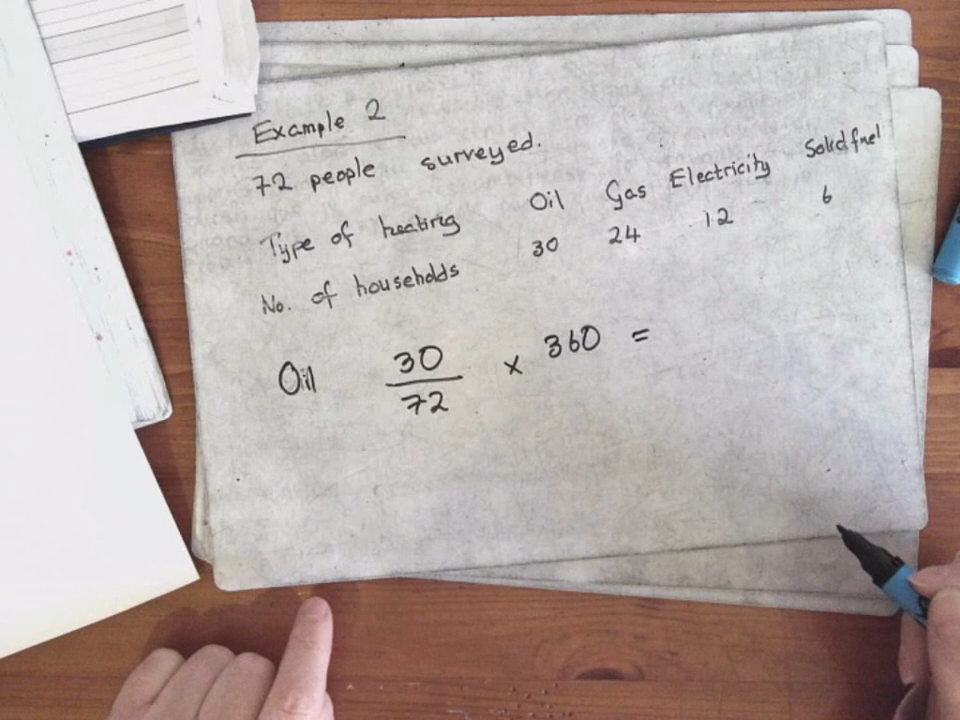 Example 2
72 people surveyed.
Type of heating Oil Gas Electricity Solid fuel
No. of households 30 24 12 6
Oil 30/72 × 360 =